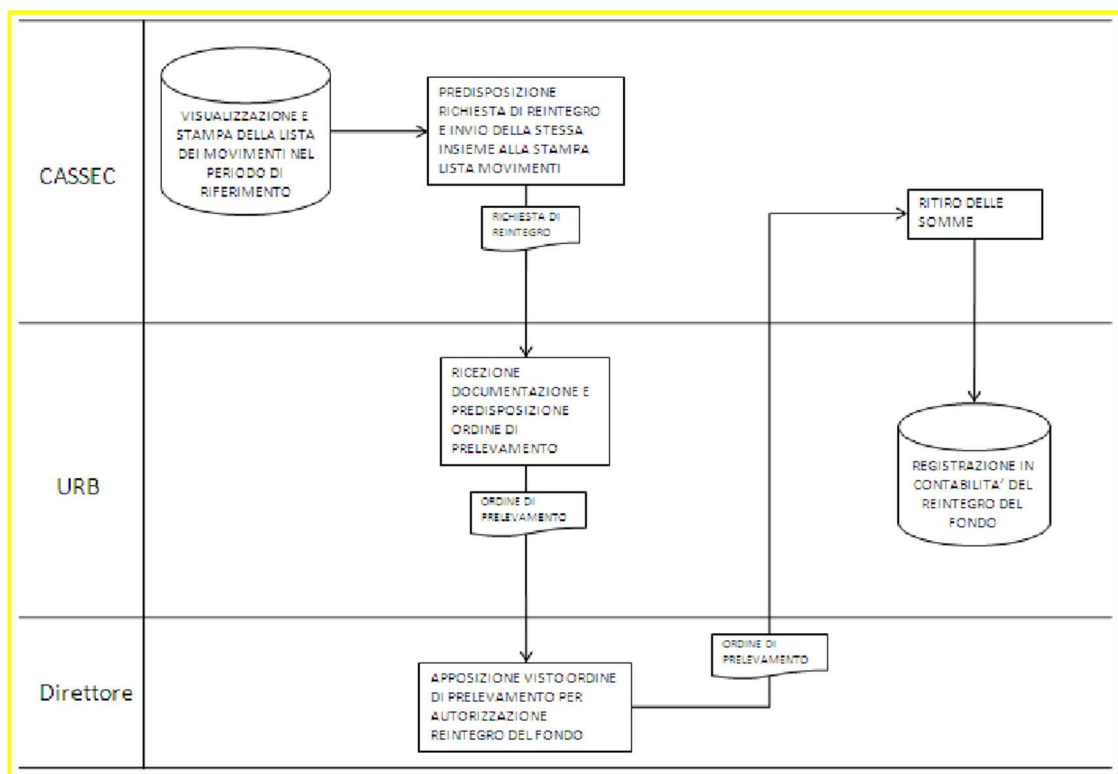 CASSEC
VISUALIZZAZIONE E
STAMPA DELLA LISTA
DEI MOVIMENTI NEL
PERIODO DI
RIFERIMENTO
PREDISPOSIZIONE
RICHIESTA DI REINTEGRO
E INVIO DELLA STESSA
INSIEME ALLA STAMPA
LISTA MOVIMENTI
RICHIESTA DI
REINTEGRO
RITIRO DELLE
SOMME
URB
RICEZIONE
DOCUMENTAZIONE E
PREDISPOSIZIONE
ORDINE DI
PRELEVAMENTO
ORDINE DI
PRELEVAMENTO
REGISTRAZIONE IN
CONTABILITA' DEL
REINTEGRO DEL
FONDO
Direttore
APPOSIZIONE VISTO ORDINE
DI PRELEVAMENTO PER
AUTORIZZAZIONE
REINTEGRO DEL FONDO
ORDINE DI
PRELEVAMENTO